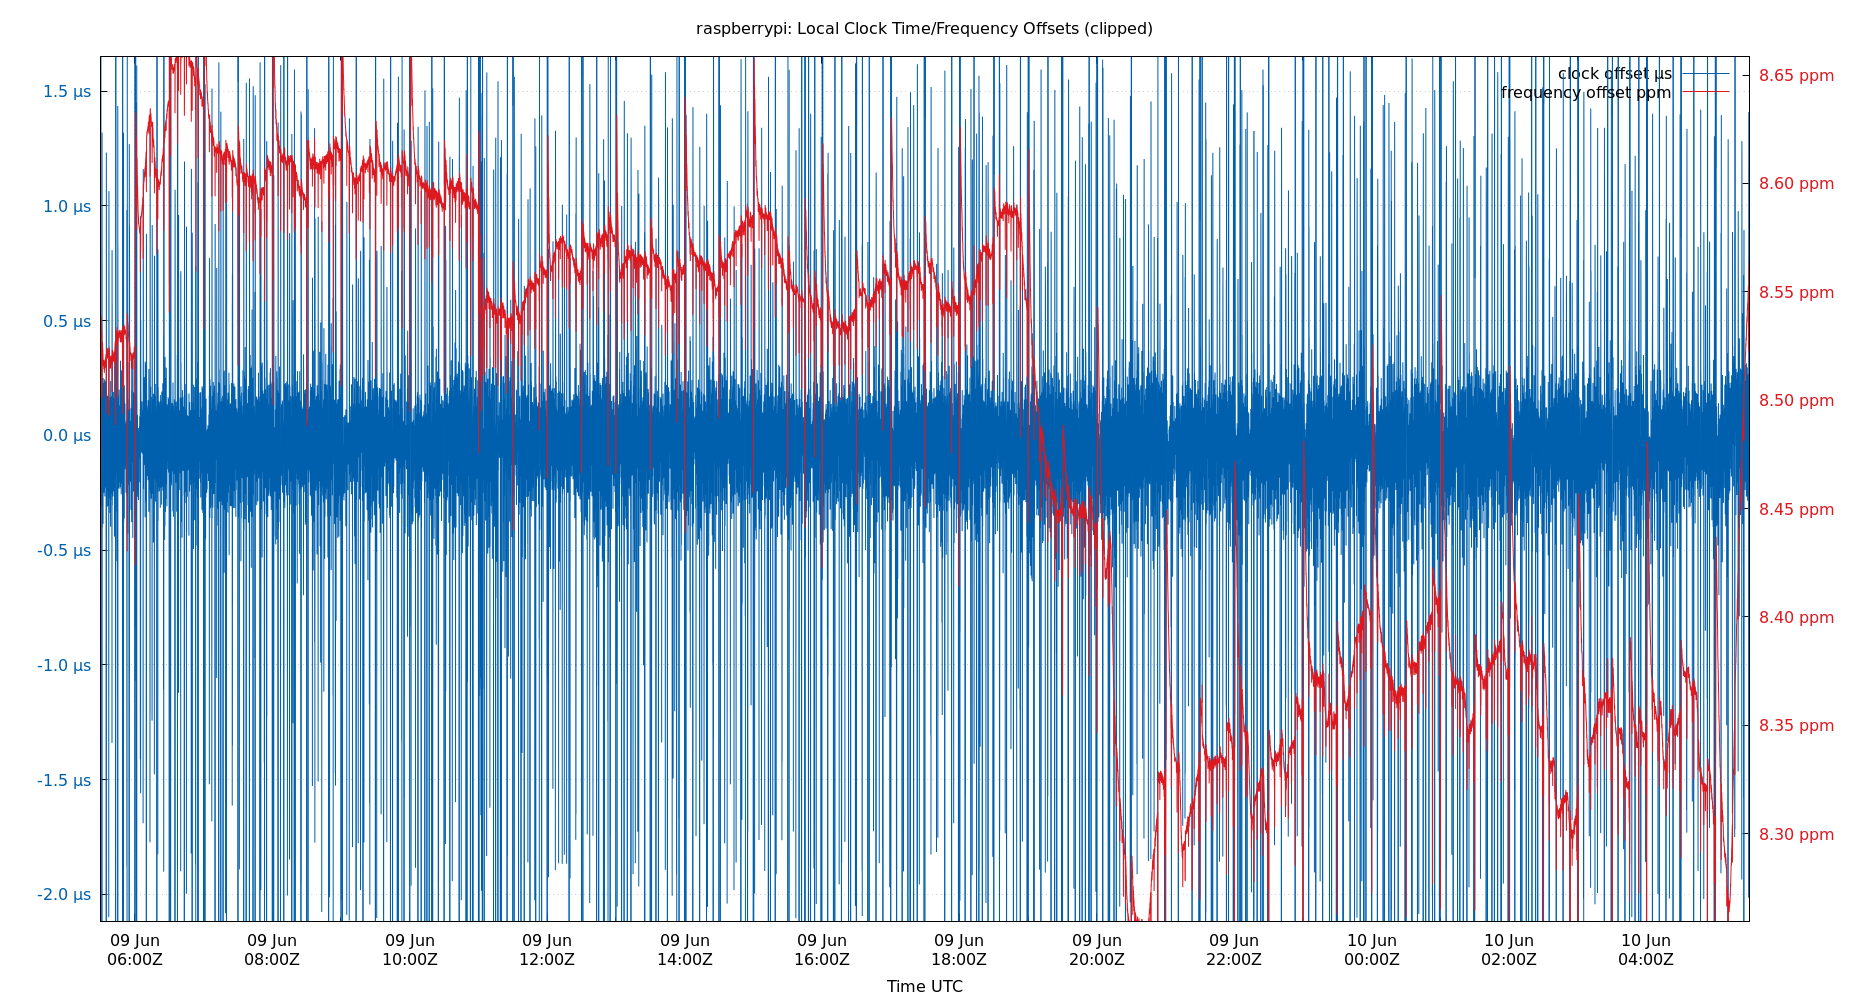 raspberrypi: Local Clock Time/Frequency Offsets (clipped)
clock offset µs
frequency offset ppm
1.5 µs
1.0 µs
0.5 µs
0.0 µs
-0.5 µs
-1.0 µs
-1.5 µs
-2.0 µs
8.65 ppm
8.60 ppm
8.55 ppm
8.50 ppm
8.45 ppm
8.40 ppm
8.35 ppm
8.30 ppm
09 Jun 09 Jun 09 Jun 09 Jun 09 Jun 09 Jun 09 Jun 09 Jun 09 Jun 10 Jun 10 Jun 10 Jun
06:00Z 08:00Z 10:00Z 12:00Z 14:00Z 16:00Z 18:00Z 20:00Z 22:00Z 00:00Z 02:00Z 04:00Z
Time UTC